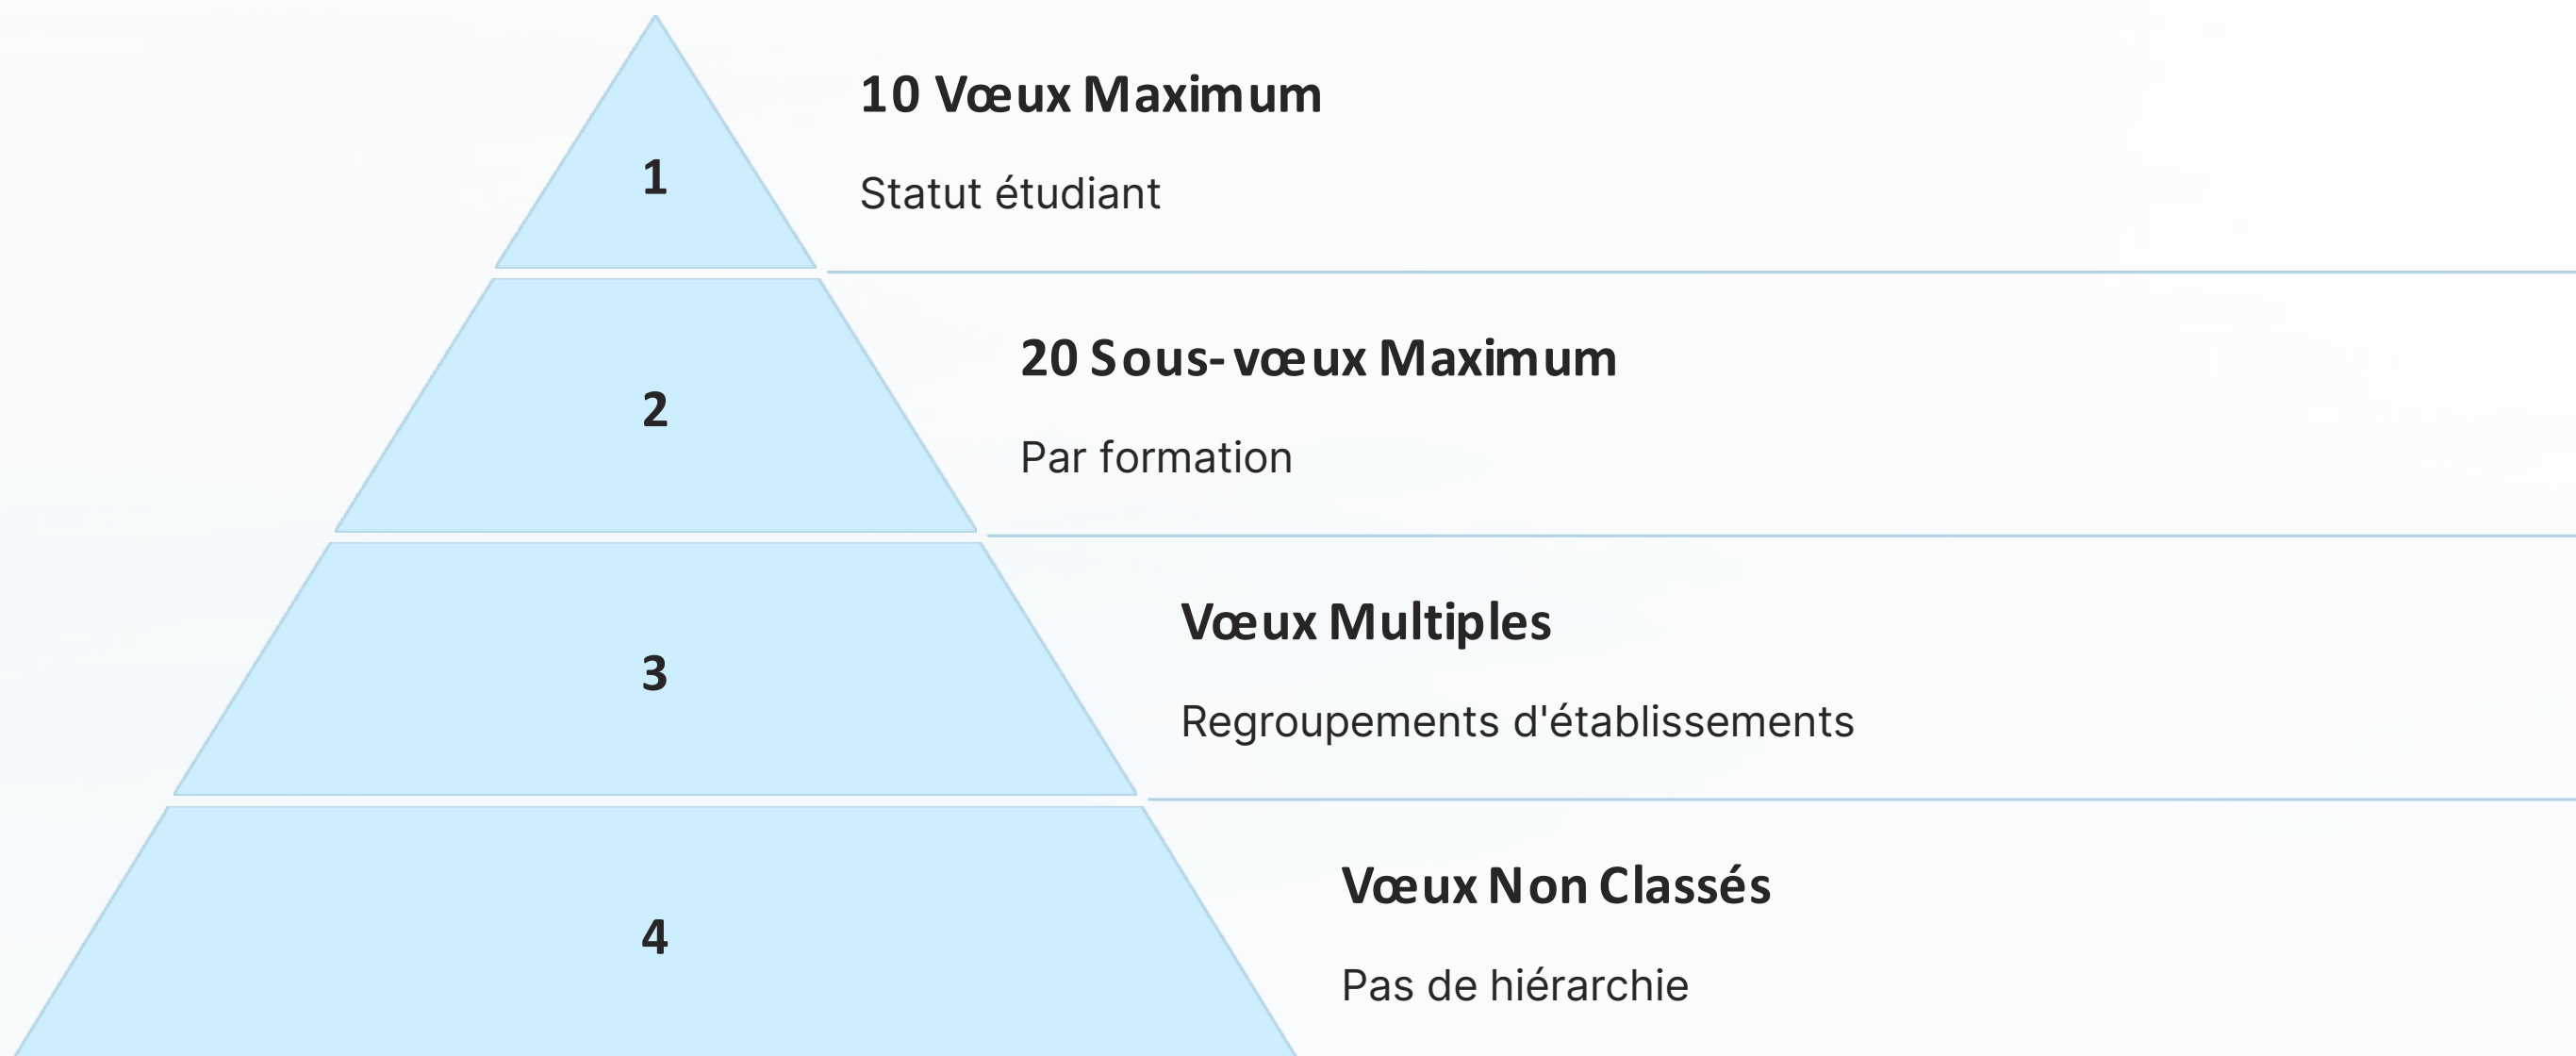 1
10 Vœux Maximum
Statut étudiant
2
20 Sous-vœux Maximum
Par formation
3
Vœux Multiples
Regroupements d'établissements
4
Vœux Non Classés
Pas de hiérarchie